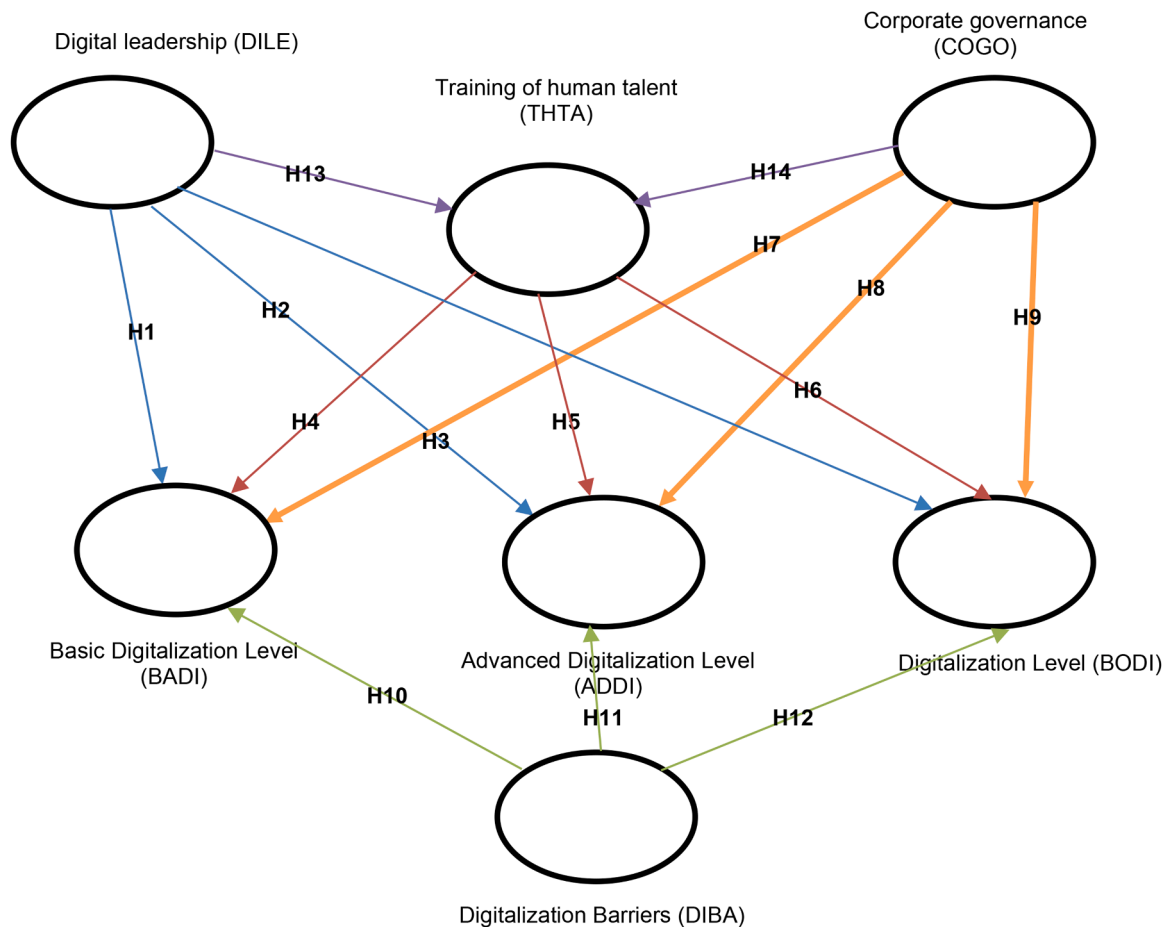 Digital leadership (DILE)
Corporate governance
(COGO)
Training of human talent
(THTA)
H13
H14
H7
H8
H2
H9
H1
H6
H4
H5
H3
Basic Digitalization Level
(BADI)
Advanced Digitalization Level
(ADDI)
Digitalization Level (BODI)
H10
H11
H12
Digitalization Barriers (DIBA)